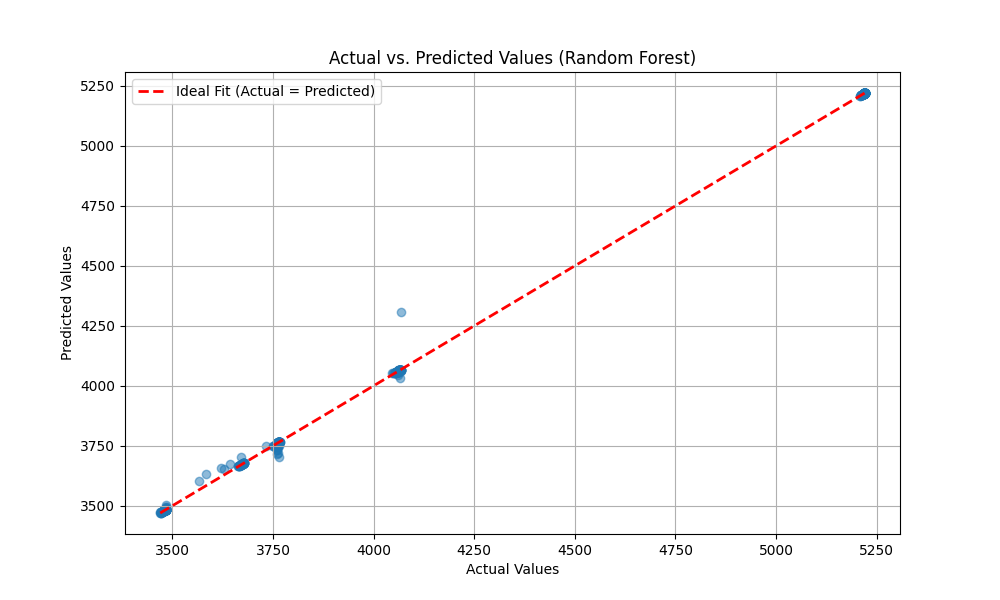 Actual vs. Predicted Values (Random Forest)
Ideal Fit (Actual = Predicted)
Predicted Values
5250
5000
4750
4500
4250
4000
3750
3500
3500 3750 4000 4250 4500 4750 5000 5250
Actual Values